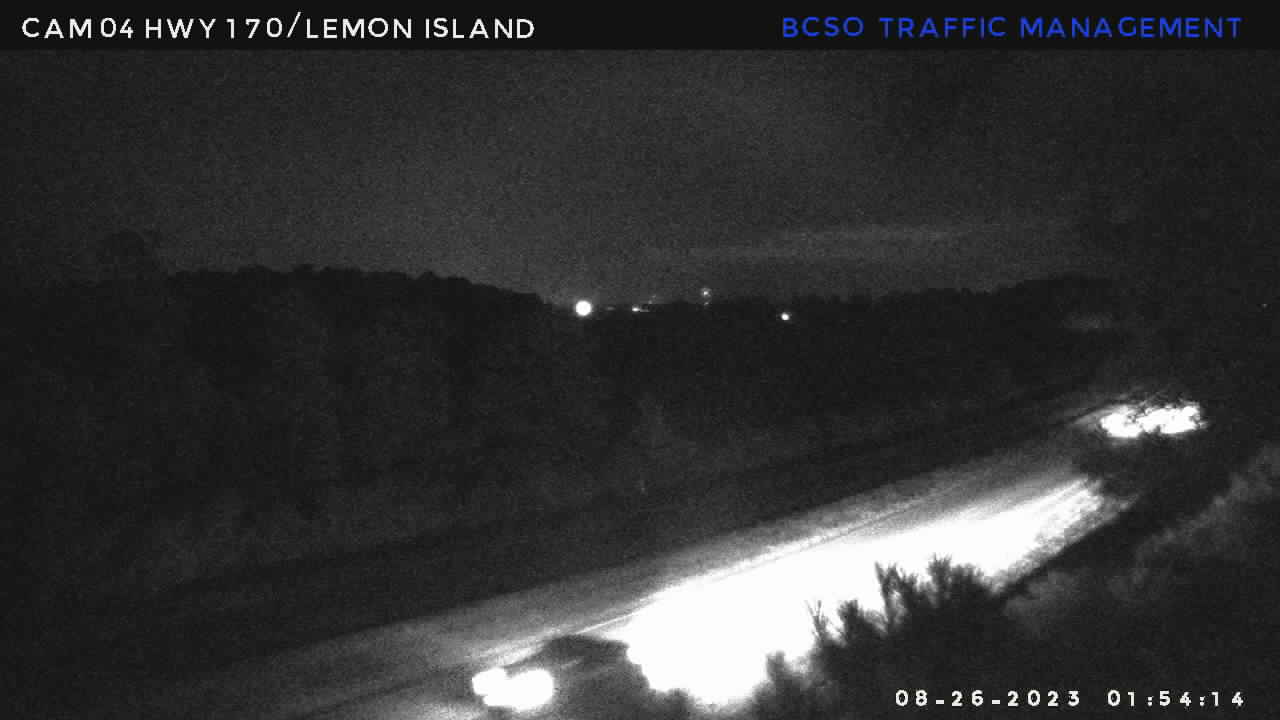 CAM04 HWY 170/LEMON ISLAND
BCSO TRAFFIC MANAGEMENT
08-26-2023 01:54:14